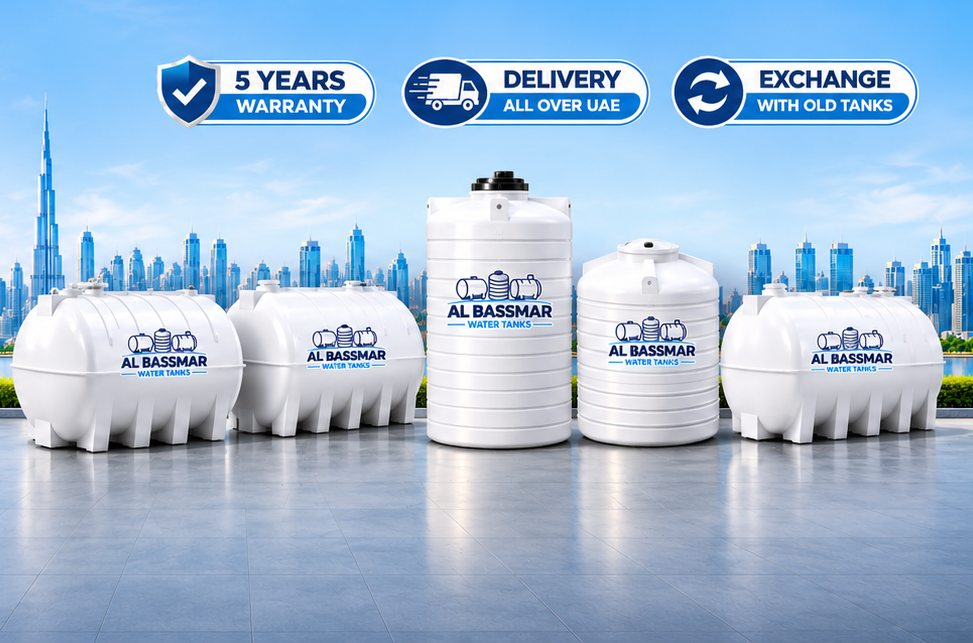 5 YEARS
WARRANTY
DELIVERY
ALL OVER UAE
EXCHANGE
WITH OLD TANKS
AL BASSMAR
WATER TANKS
AL BASSMAR
WATER TANKS
AL BASSMAR
WATER TANKS
AL BASSMAR
WATER TANKS
AL BASSMAR
WATER TANKS